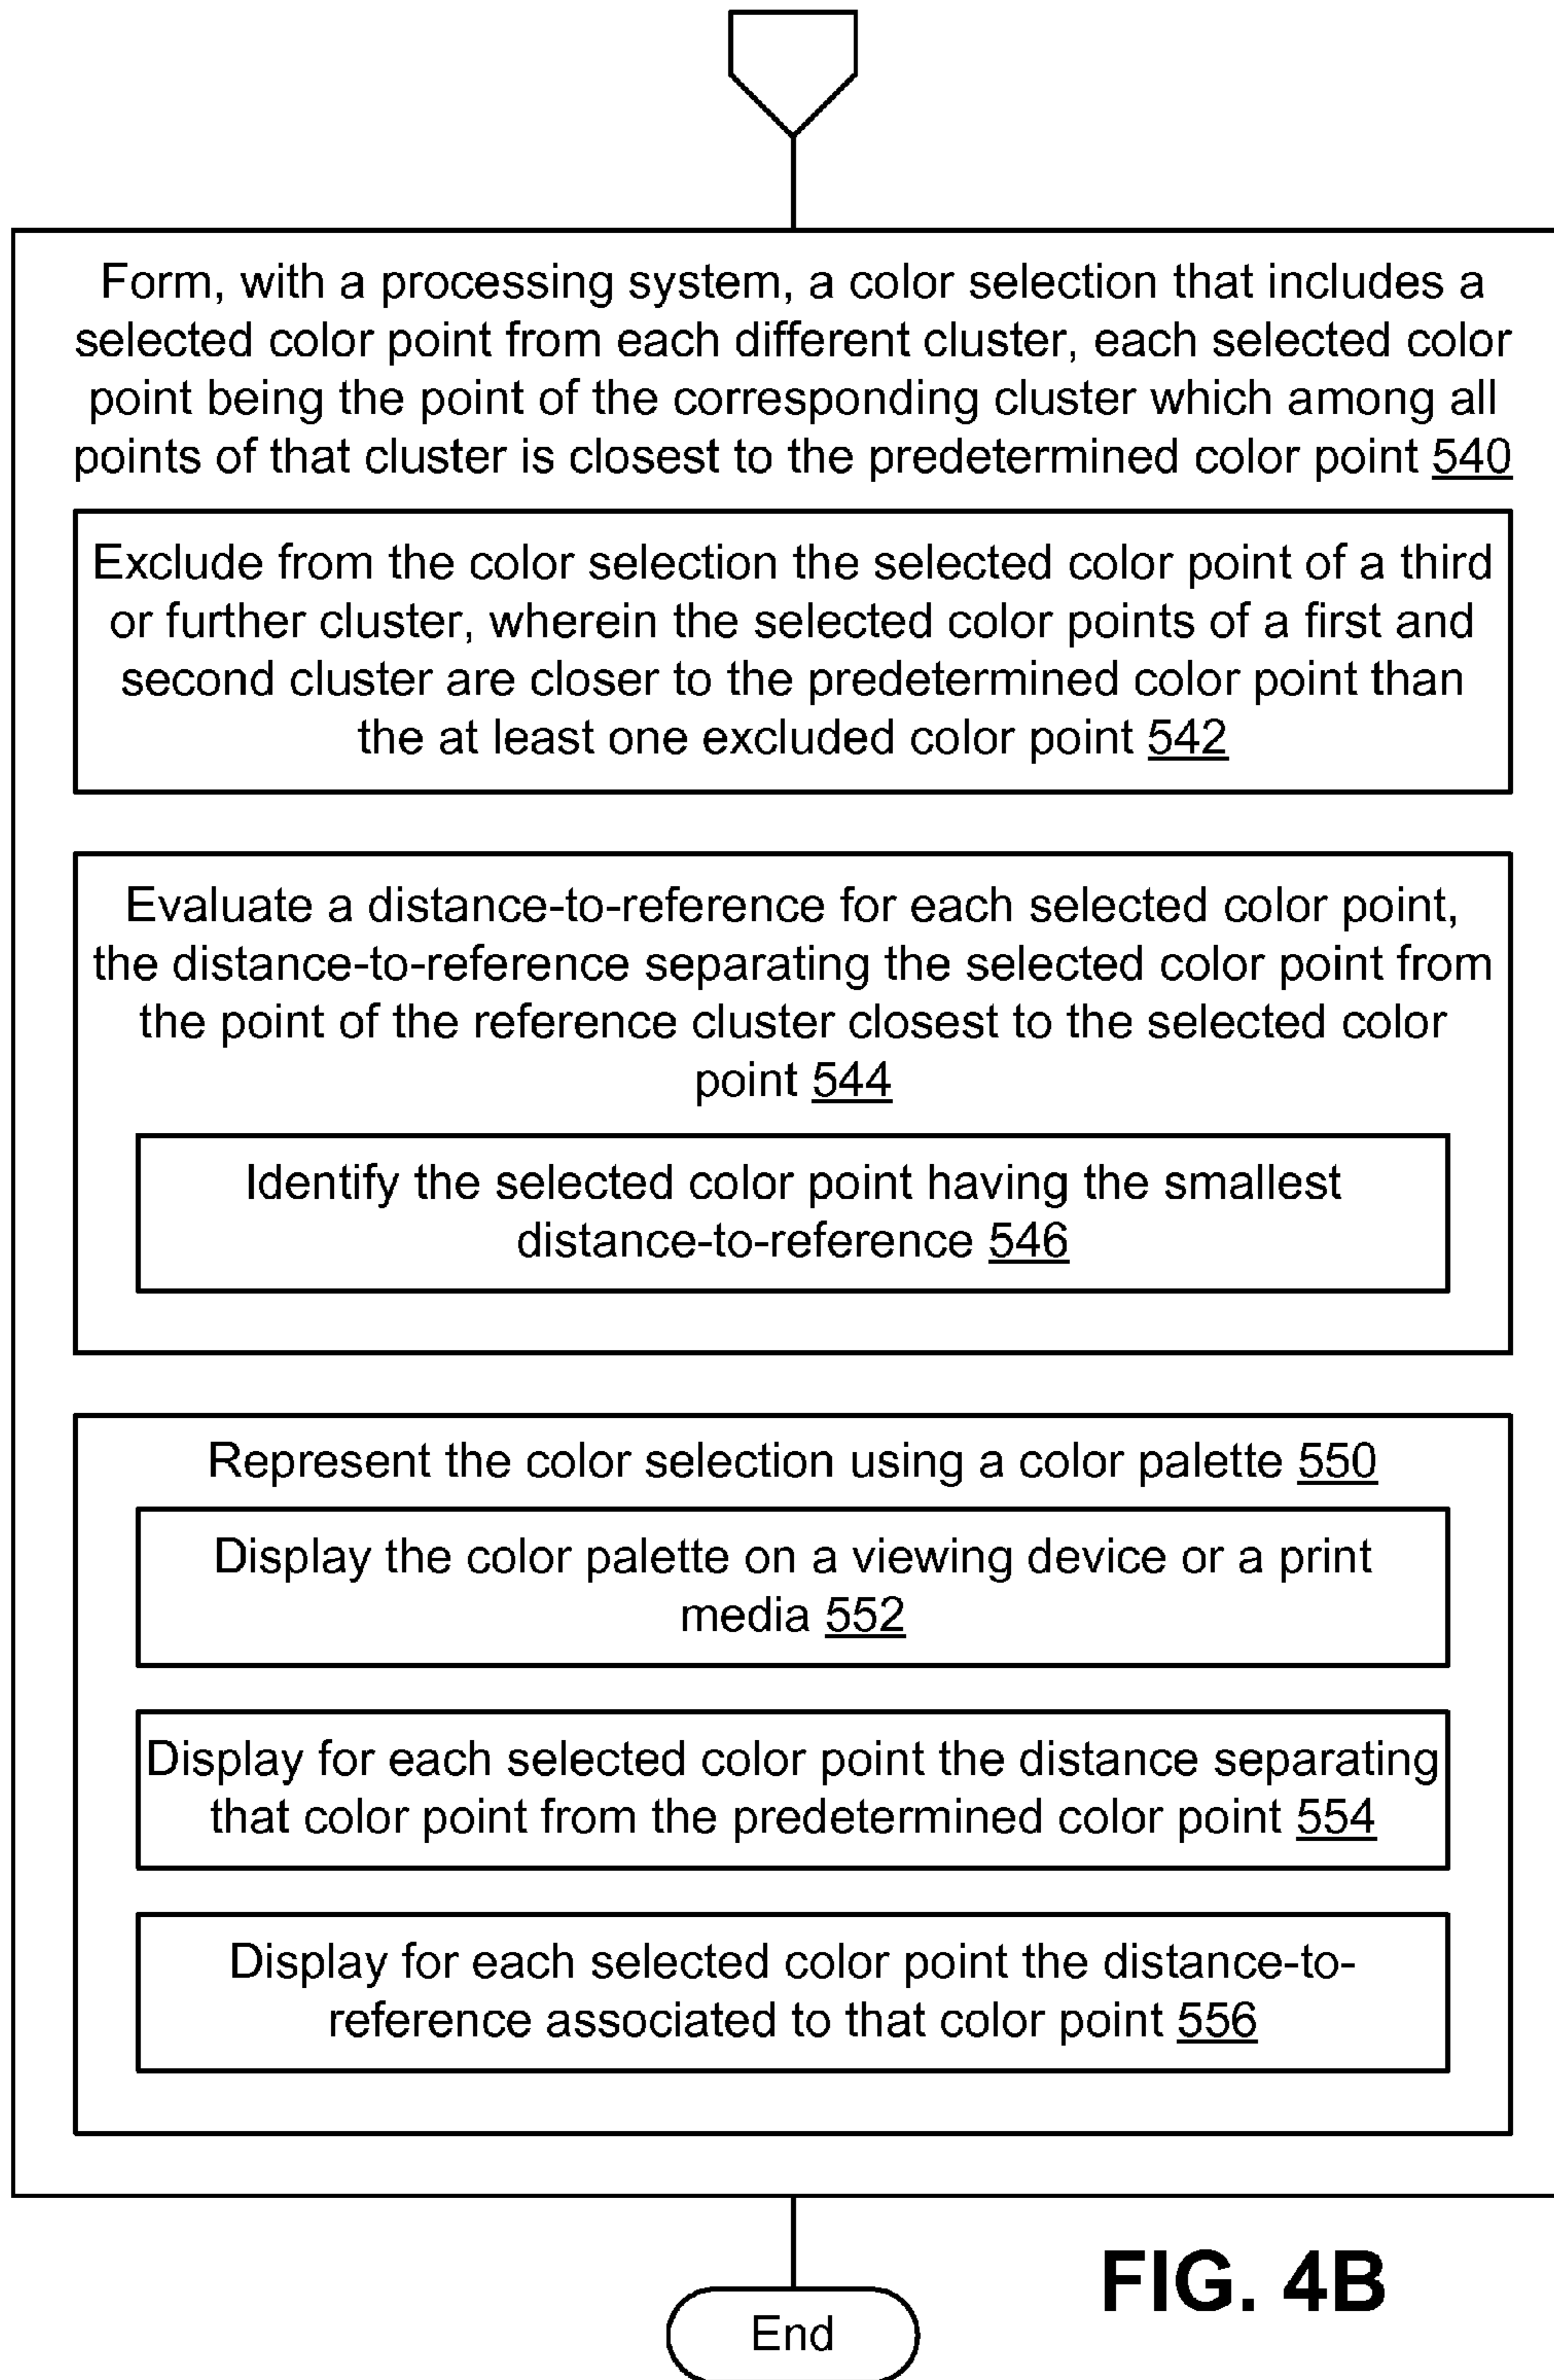 Form, with a processing system, a color selection that includes a
selected color point from each different cluster, each selected color
point being the point of the corresponding cluster which among all
points of that cluster is closest to the predetermined color point 540
Exclude from the color selection the selected color point of a third
or further cluster, wherein the selected color points of a first and
second cluster are closer to the predetermined color point than
the at least one excluded color point 542
Evaluate a distance-to-reference for each selected color point,
the distance-to-reference separating the selected color point from
the point of the reference cluster closest to the selected color
point 544
Identify the selected color point having the smallest
distance-to-reference 546
Represent the color selection using a color palette 550
Display the color palette on a viewing device or a print
media 552
Display for each selected color point the distance separating
that color point from the predetermined color point 554
Display for each selected color point the distance-to-
reference associated to that color point 556
End
FIG. 4B